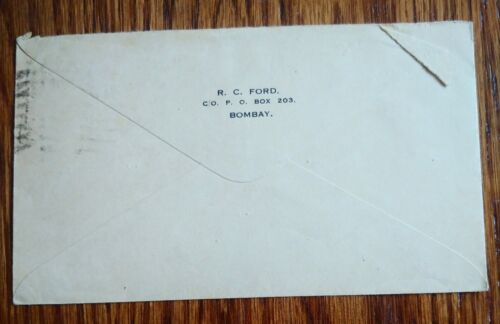 R. C. FORD.
C/O. P. O. BOX 203.
BOMBAY.